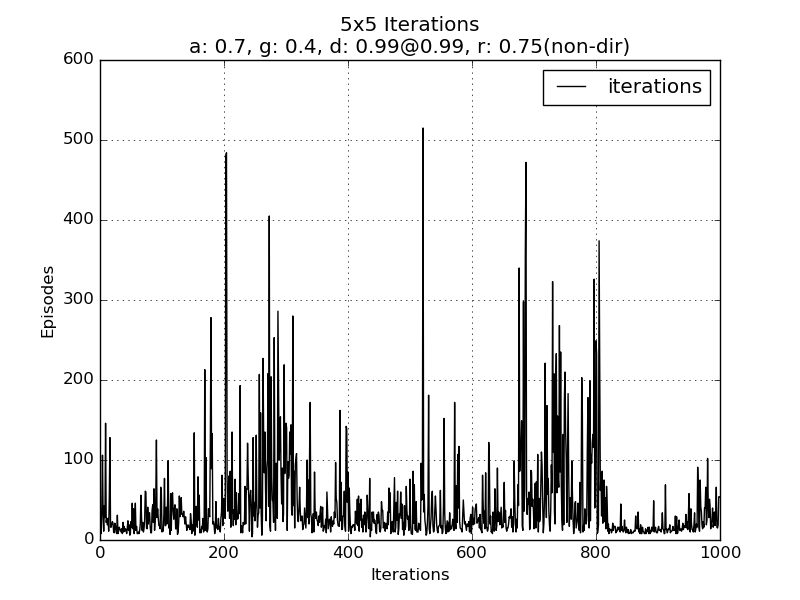 5x5 Iterations
a: 0.7, g: 0.4, d: 0.99@0.99, r: 0.75(non-dir)
iterations
600
500
400
300
200
100
0
Episodes
0 200 400 600 800 1000
Iterations